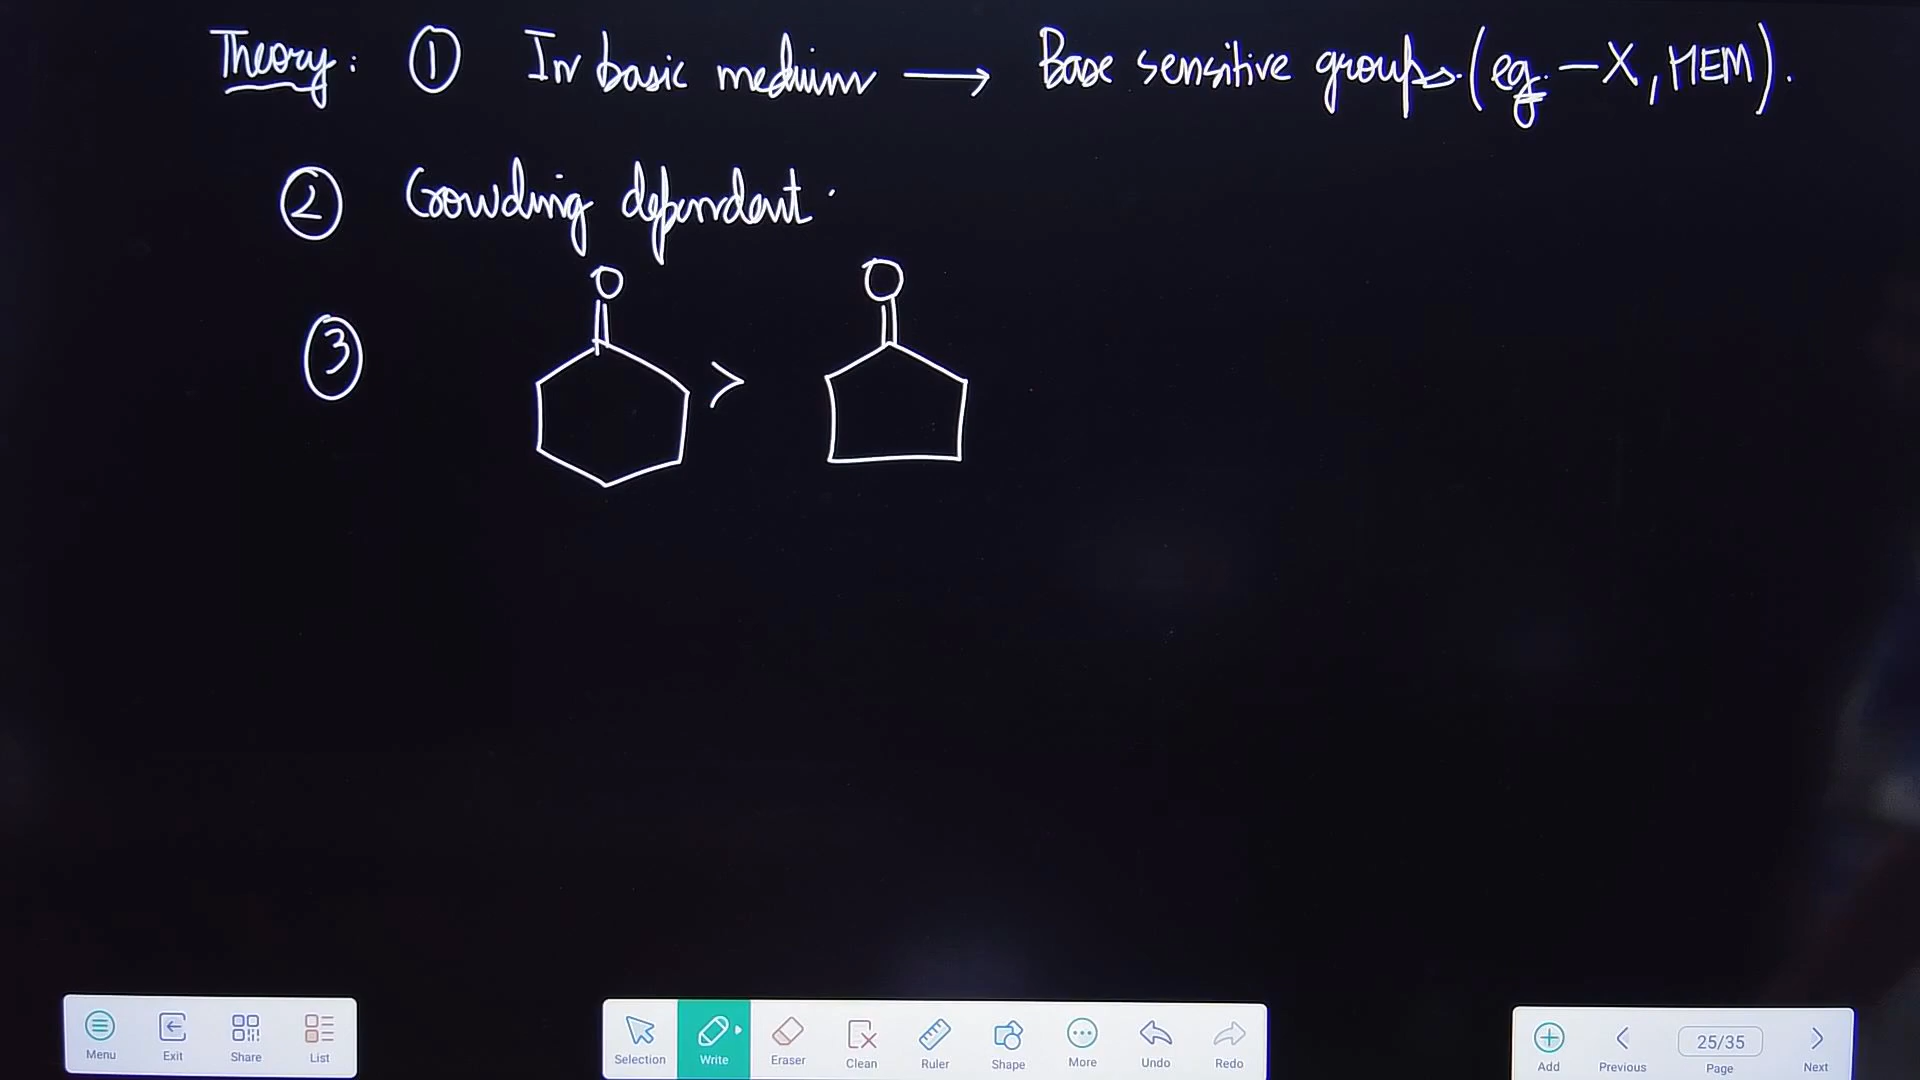 Theory: ① In basic medium → Base sensitive groups. (eg. –X, MEM).
② Crowding dependent.
O O
③ >
Menu Exit Share List
Selection Write Eraser Clean Ruler Shape More Undo Redo
Add Previous 25/35 Page Next